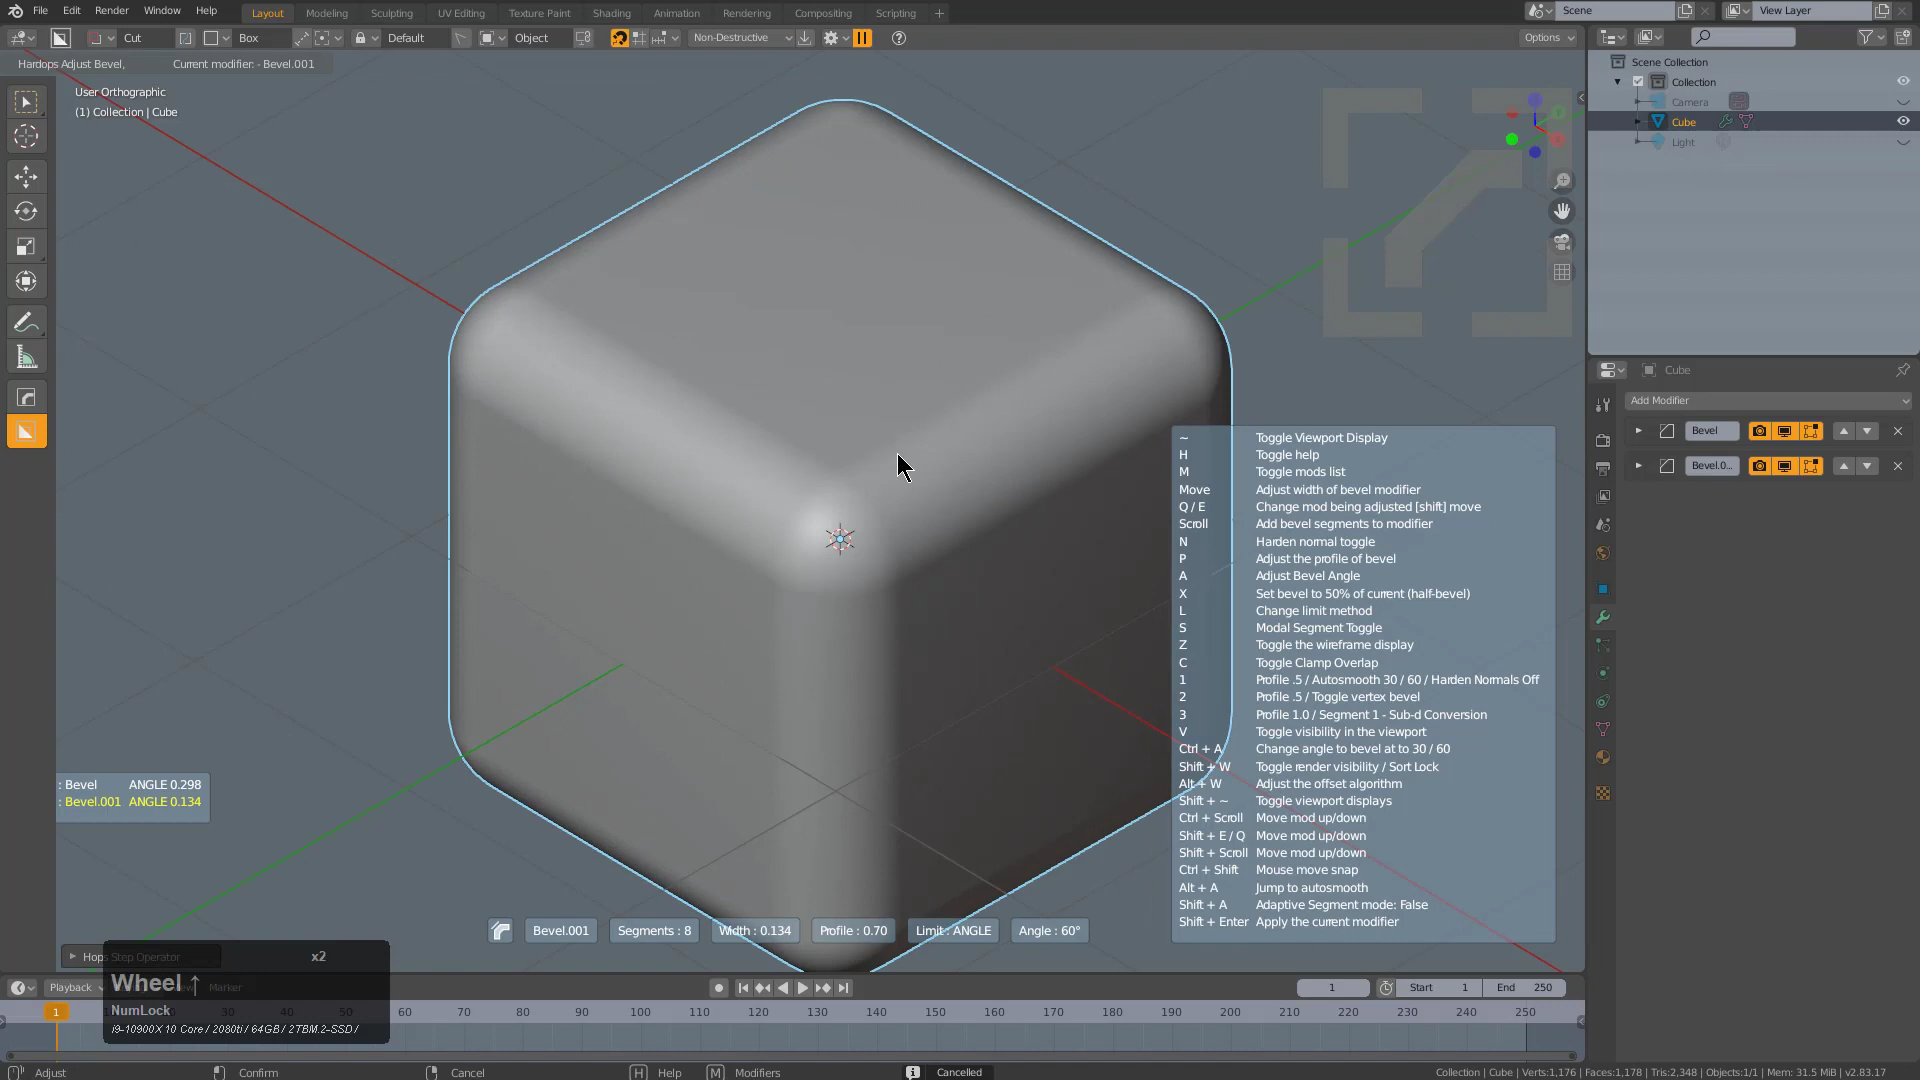 File Edit Render Window Help
Layout Modeling Sculpting UV Editing Texture Paint Shading Animation Rendering Compositing Scripting +
Scene
View Layer
Cut Box Default Object Non-Destructive Options
Hardops Adjust Bevel, Current modifier: - Bevel.001
User Orthographic
(1) Collection | Cube
Scene Collection
Collection
Camera
Cube
Light
Cube
Add Modifier
Bevel
Bevel.0...
~ Toggle Viewport Display
H Toggle help
M Toggle mods list
Move Adjust width of bevel modifier
Q / E Change mod being adjusted [shift] move
Scroll Add bevel segments to modifier
N Harden normal toggle
P Adjust the profile of bevel
A Adjust Bevel Angle
X Set bevel to 50% of current (half-bevel)
L Change limit method
S Modal Segment Toggle
Z Toggle the wireframe display
C Toggle Clamp Overlap
1 Profile .5 / Autosmooth 30 / 60 / Harden Normals Off
2 Profile .5 / Toggle vertex bevel
3 Profile 1.0 / Segment 1 - Sub-d Conversion
V Toggle visibility in the viewport
Ctrl + A Change angle to bevel at to 30 / 60
Shift + W Toggle render visibility / Sort Lock
Alt + W Adjust the offset algorithm
Shift + ~ Toggle viewport displays
Ctrl + Scroll Move mod up/down
Shift + E / Q Move mod up/down
Shift + Scroll Move mod up/down
Ctrl + Shift Mouse move snap
Alt + A Jump to autosmooth
Shift + A Adaptive Segment mode: False
Shift + Enter Apply the current modifier
: Bevel ANGLE 0.298
: Bevel.001 ANGLE 0.134
Bevel.001 Segments : 8 Width : 0.134 Profile : 0.70 Limit : ANGLE Angle : 60°
Hops Step Operator
x2
Wheel ↑
NumLock
i9-10900X 10 Core / 2080ti / 64GB / 2TBM.2-SSD /
Playback Marker
1 Start 1 End 250
1 50 60 70 80 90 100 110 120 130 140 150 160 170 180 190 200 210 220 230 240 250
Adjust Confirm Cancel H Help M Modifiers Cancelled
Collection | Cube | Verts:1,176 | Faces:1,178 | Tris:2,348 | Objects:1/1 | Mem: 31.5 MiB | v2.83.17